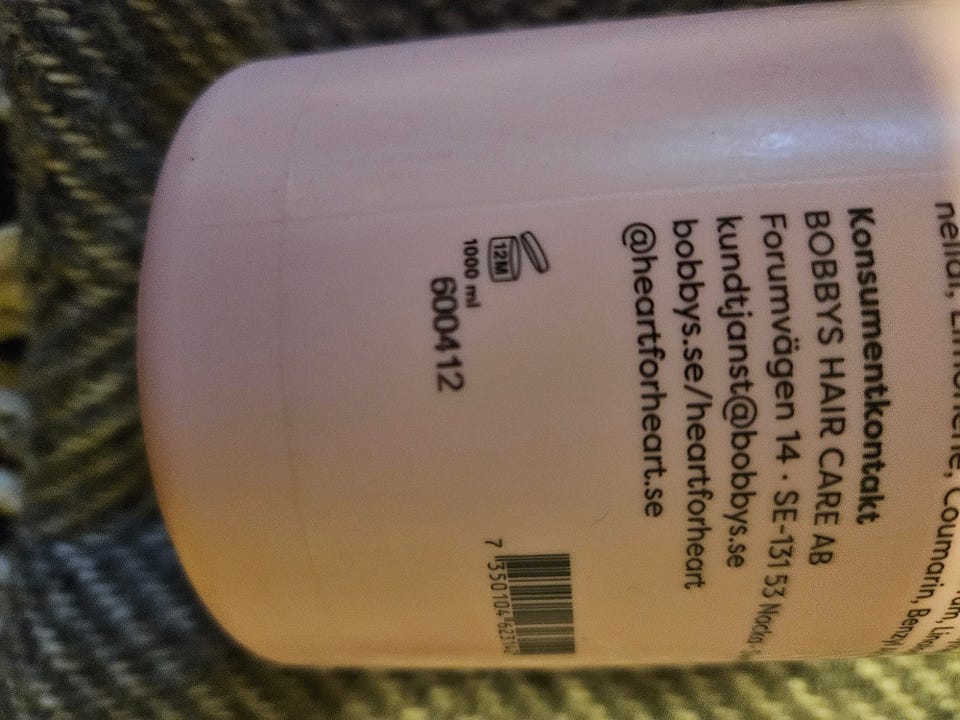 Coumarin,
Konsumentkontakt
BOBBYS HAIR CARE AB
Forumvägen 14 · SE-131 53
kundtjanst@bobbys.se
bobbys.se/heartforheart
@heartforheart.se
12M
1000 ml
600412